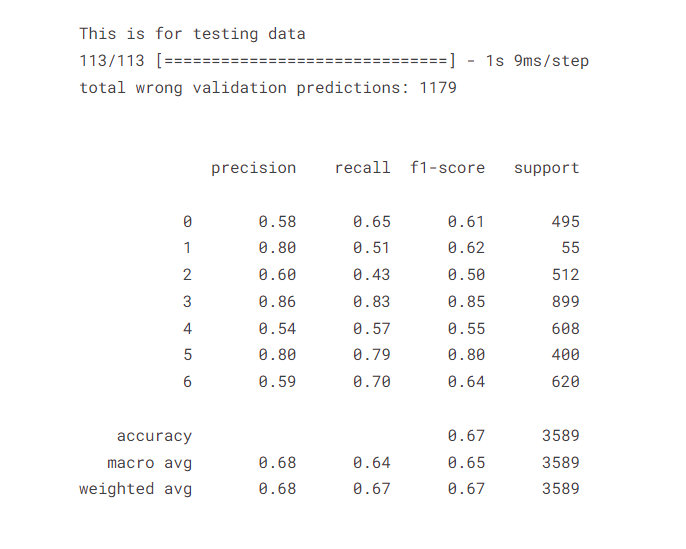 This is for testing data
113/113 [==============================] - 1s 9ms/step
total wrong validation predictions: 1179
precision recall f1-score support
0 0.58 0.65 0.61 495
1 0.80 0.51 0.62 55
2 0.60 0.43 0.50 512
3 0.86 0.83 0.85 899
4 0.54 0.57 0.55 608
5 0.80 0.79 0.80 400
6 0.59 0.70 0.64 620
accuracy 0.67 3589
macro avg 0.68 0.64 0.65 3589
weighted avg 0.68 0.67 0.67 3589